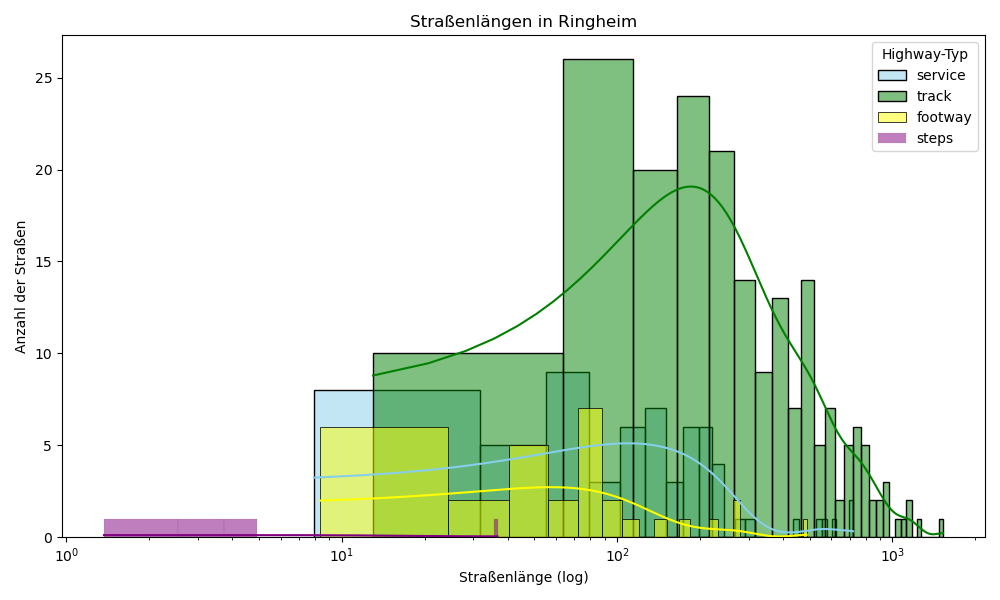 Straßenlängen in Ringheim
Highway-Typ
service
track
footway
steps
Anzahl der Straßen
25
20
15
10
5
0
10⁰
10¹
10²
10³
Straßenlänge (log)